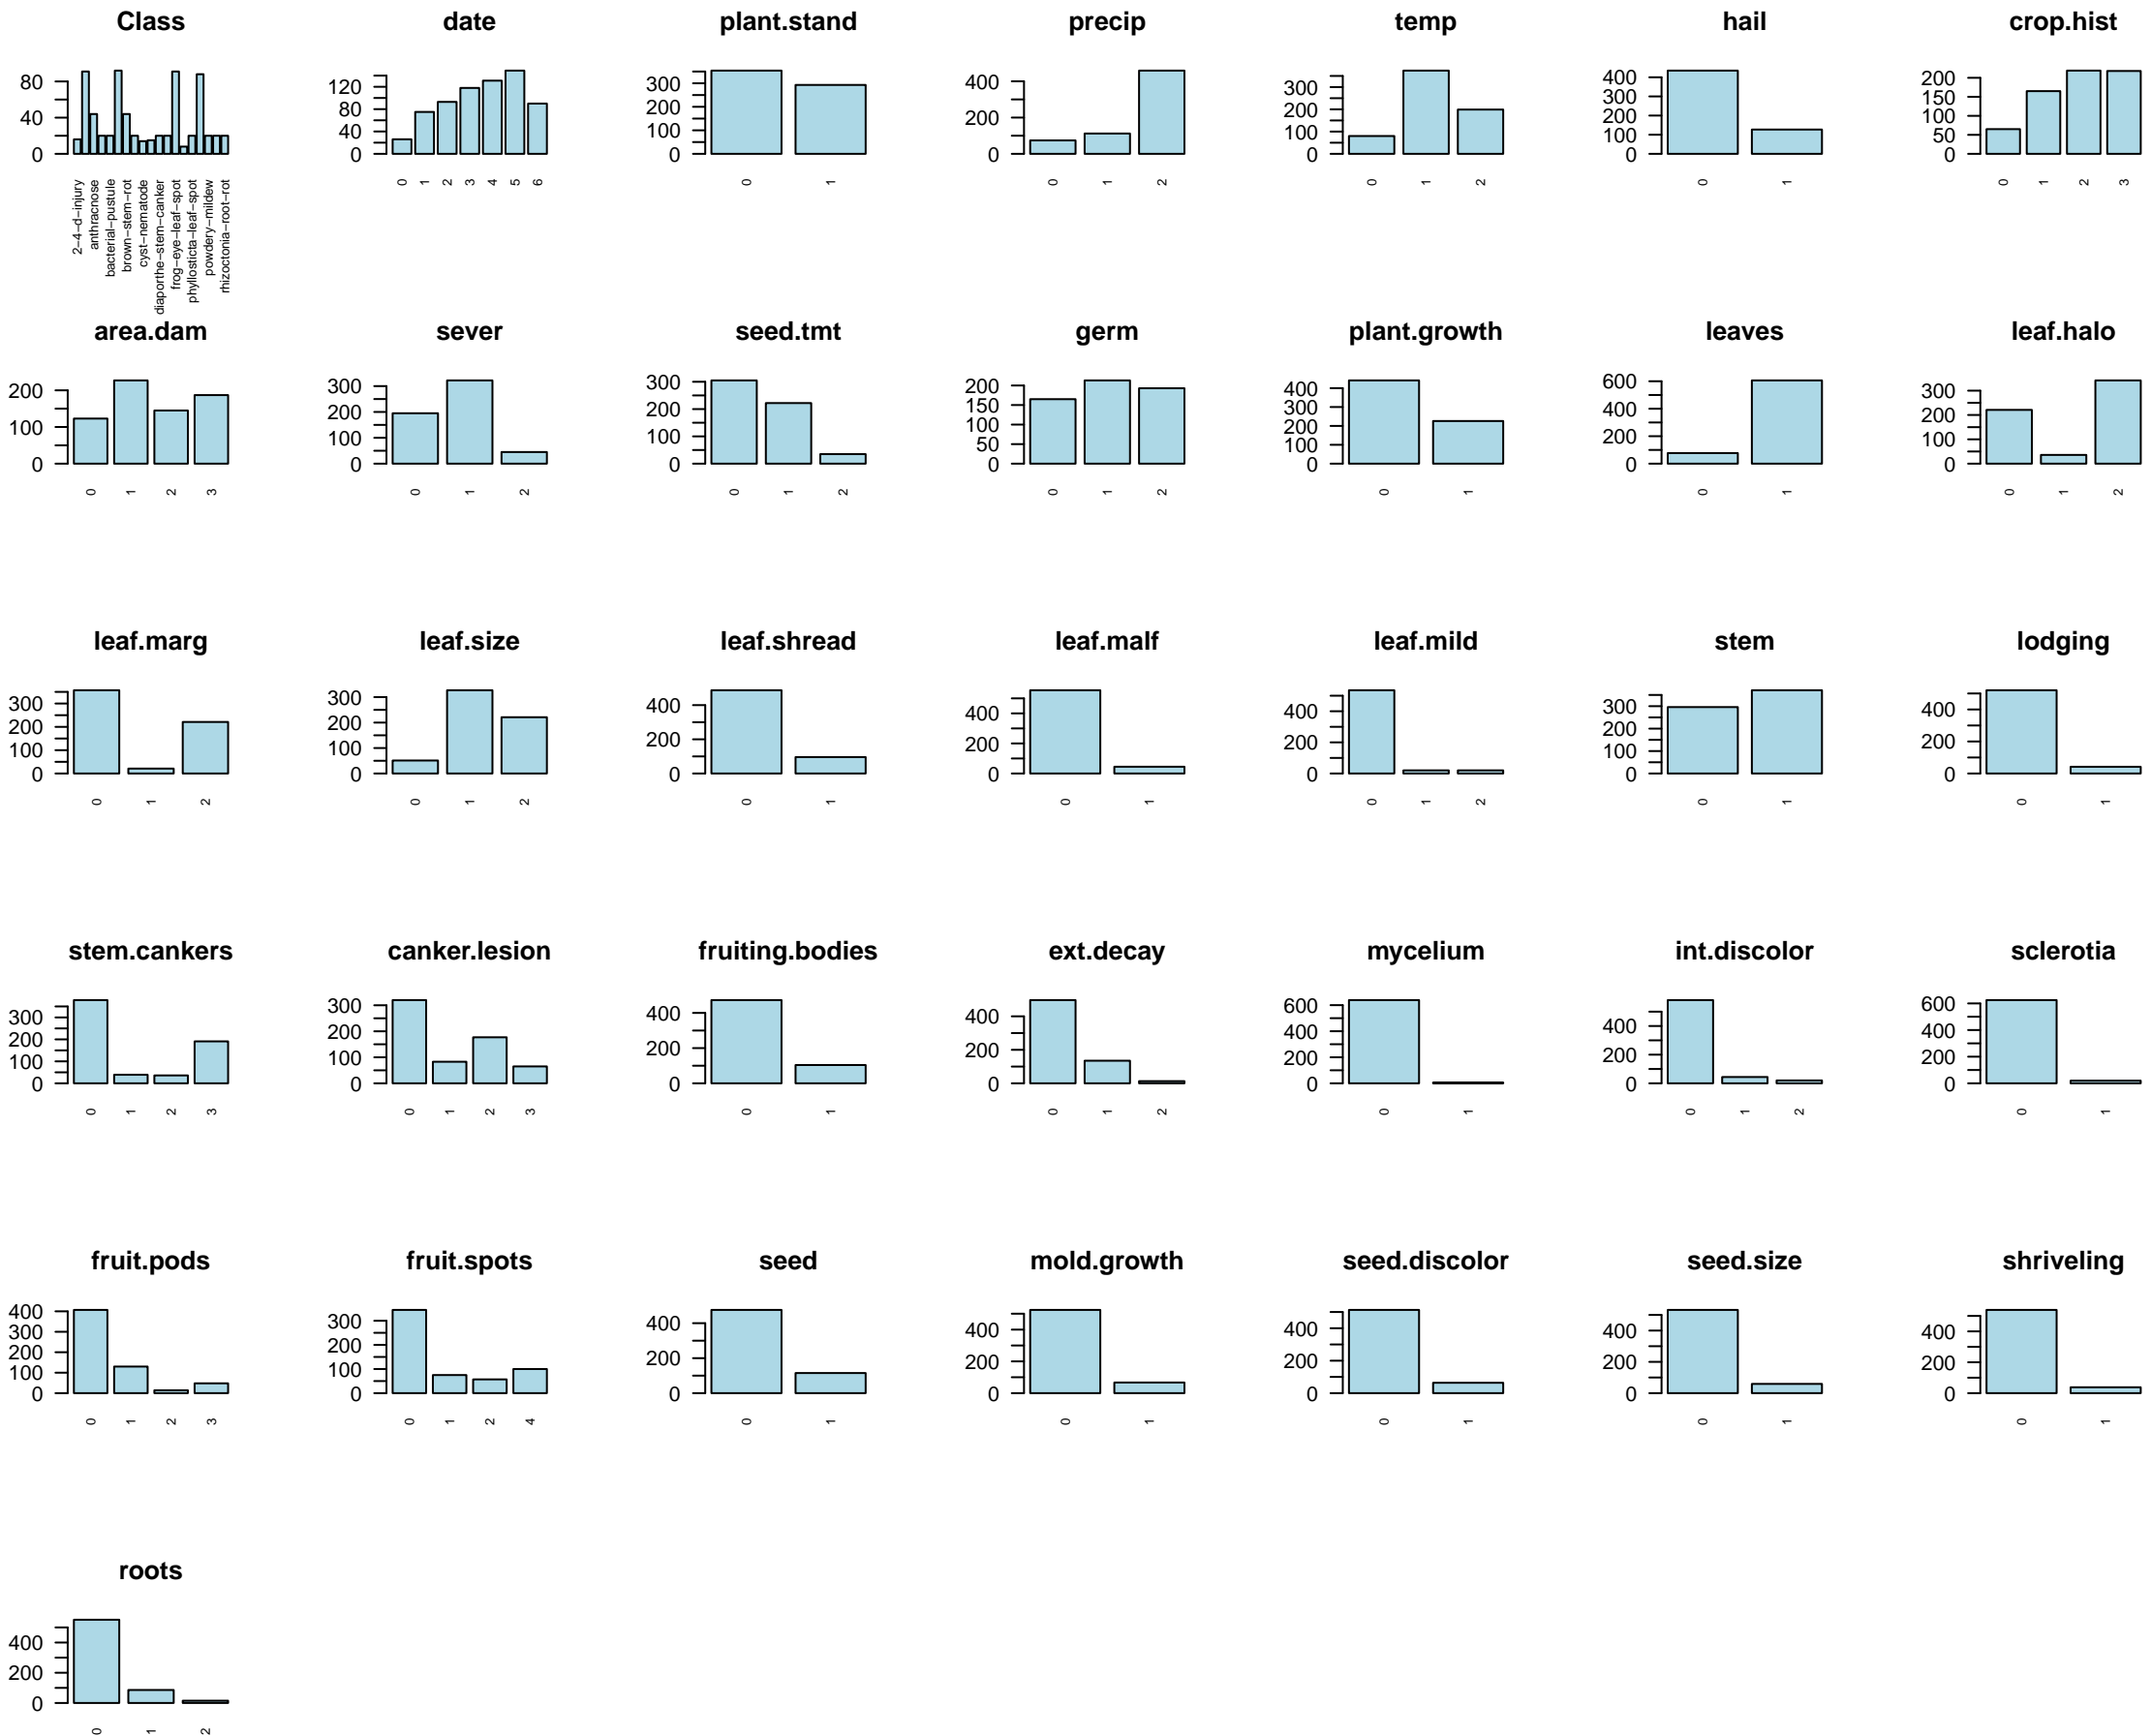 Class
80
40
0
2−4−d−injury
anthracnose
bacterial−pustule
brown−stem−rot
cyst−nematode
diaporthe−stem−canker
frog−eye−leaf−spot
phyllosticta−leaf−spot
powdery−mildew
rhizoctonia−root−rot
date
120
80
40
0
0 1 2 3 4 5 6
plant.stand
300
200
100
0
0 1
precip
400
200
0
0 1 2
temp
300
200
100
0
0 1 2
hail
400
300
200
100
0
0 1
crop.hist
200
150
100
50
0
0 1 2 3
area.dam
200
100
0
0 1 2 3
sever
300
200
100
0
0 1 2
seed.tmt
300
200
100
0
0 1 2
germ
200
150
100
50
0
0 1 2
plant.growth
400
300
200
100
0
0 1
leaves
600
400
200
0
0 1
leaf.halo
300
200
100
0
0 1 2
leaf.marg
300
200
100
0
0 1 2
leaf.size
300
200
100
0
0 1 2
leaf.shread
400
200
0
0 1
leaf.malf
400
200
0
0 1
leaf.mild
400
200
0
0 1 2
stem
300
200
100
0
0 1
lodging
400
200
0
0 1
stem.cankers
300
200
100
0
0 1 2 3
canker.lesion
300
200
100
0
0 1 2 3
fruiting.bodies
400
200
0
0 1
ext.decay
400
200
0
0 1 2
mycelium
600
400
200
0
0 1
int.discolor
400
200
0
0 1 2
sclerotia
600
400
200
0
0 1
fruit.pods
400
300
200
100
0
0 1 2 3
fruit.spots
300
200
100
0
0 1 2 4
seed
400
200
0
0 1
mold.growth
400
200
0
0 1
seed.discolor
400
200
0
0 1
seed.size
400
200
0
0 1
shriveling
400
200
0
0 1
roots
400
200
0
0 1 2